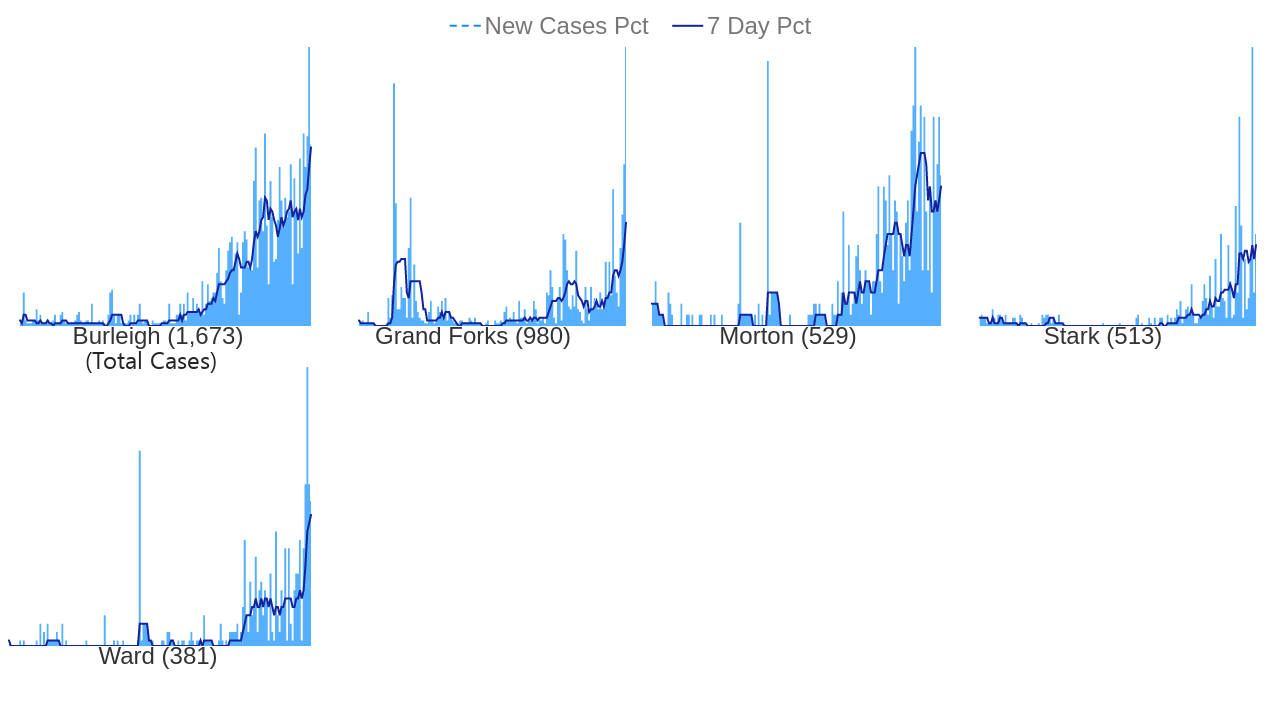 New Cases Pct 7 Day Pct
Burleigh (1,673) Grand Forks (980) Morton (529) Stark (513)
(Total Cases)
Ward (381)